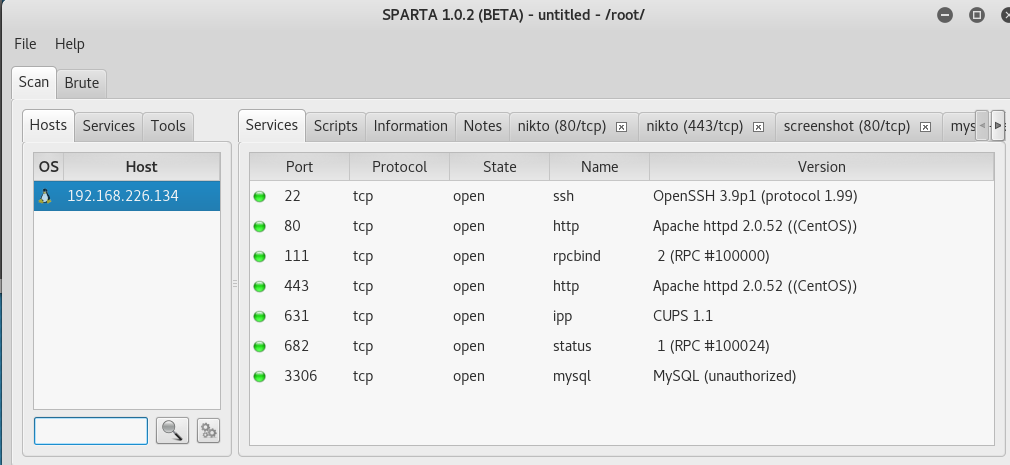 SPARTA 1.0.2 (BETA) - untitled - /root/
File Help
Scan Brute
Hosts Services Tools
OS Host
192.168.226.134
Services Scripts Information Notes nikto (80/tcp) nikto (443/tcp) screenshot (80/tcp)
Port Protocol State Name Version
22 tcp open ssh OpenSSH 3.9p1 (protocol 1.99)
80 tcp open http Apache httpd 2.0.52 ((CentOS))
111 tcp open rpcbind 2 (RPC #100000)
443 tcp open http Apache httpd 2.0.52 ((CentOS))
631 tcp open ipp CUPS 1.1
682 tcp open status 1 (RPC #100024)
3306 tcp open mysql MySQL (unauthorized)